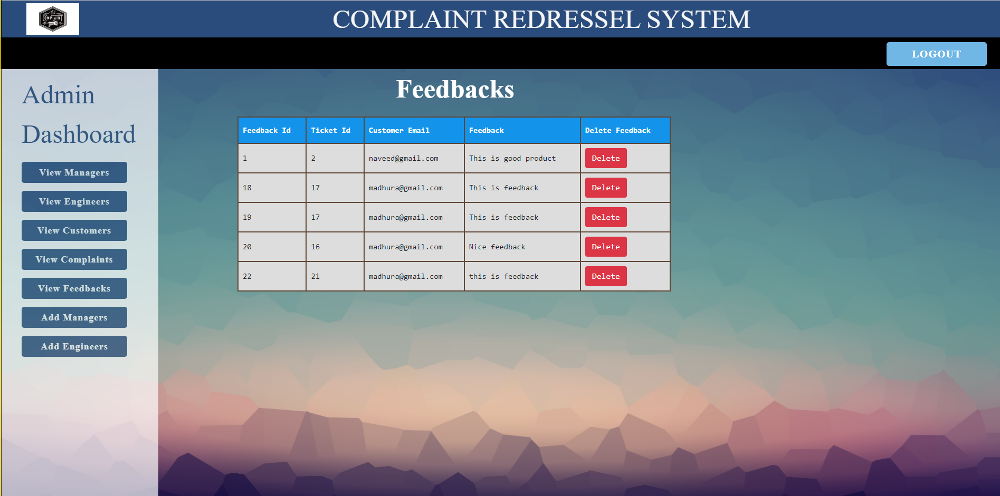 COMPLAINT
COMPLAINT REDRESSEL SYSTEM
LOGOUT
Admin
Dashboard
View Managers
View Engineers
View Customers
View Complaints
View Feedbacks
Add Managers
Add Engineers
Feedbacks
Feedback Id Ticket Id Customer Email Feedback Delete Feedback
1 2 naveed@gmail.com This is good product Delete
18 17 madhura@gmail.com This is feedback Delete
19 17 madhura@gmail.com This is feedback Delete
20 16 madhura@gmail.com Nice feedback Delete
22 21 madhura@gmail.com this is feedback Delete